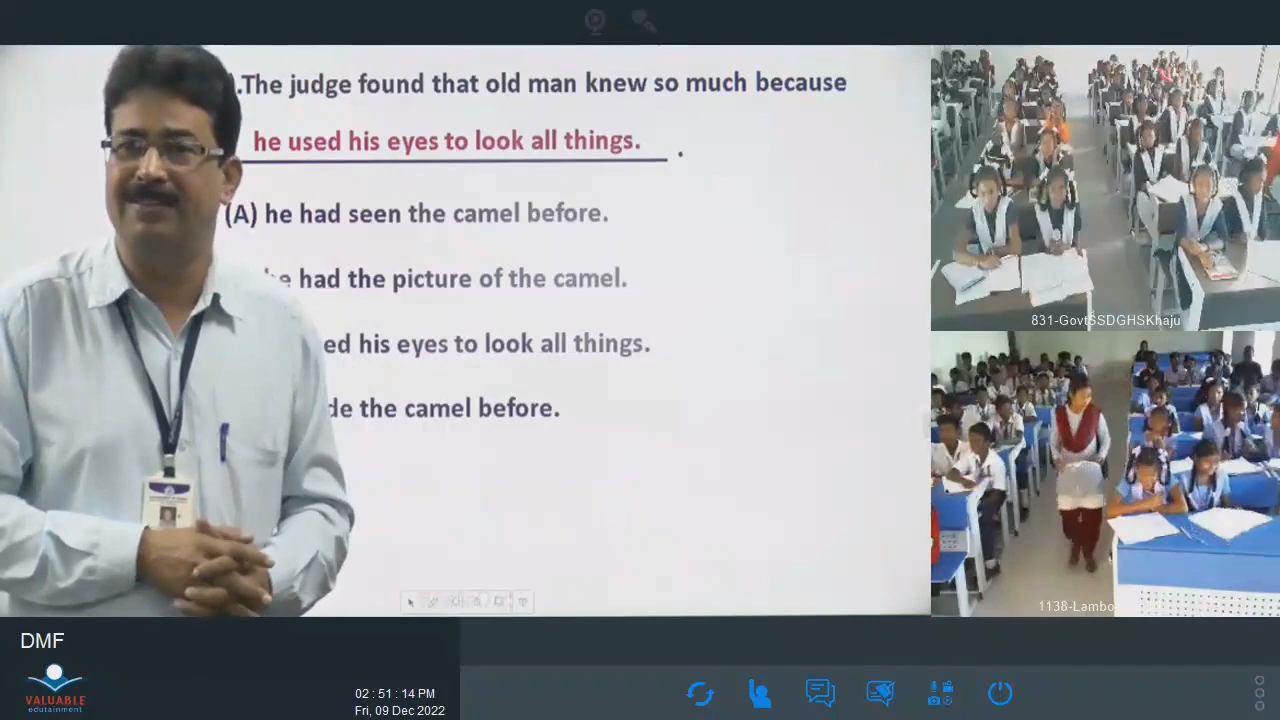 .The judge found that old man knew so much because
he used his eyes to look all things.
.
(A) he had seen the camel before.
he had the picture of the camel.
ed his eyes to look all things.
de the camel before.
831-GovtSSDGHSKhaju
1138-Lambo
DMF
VALUABLE
edutainment
02 : 51 : 14 PM
Fri, 09 Dec 2022